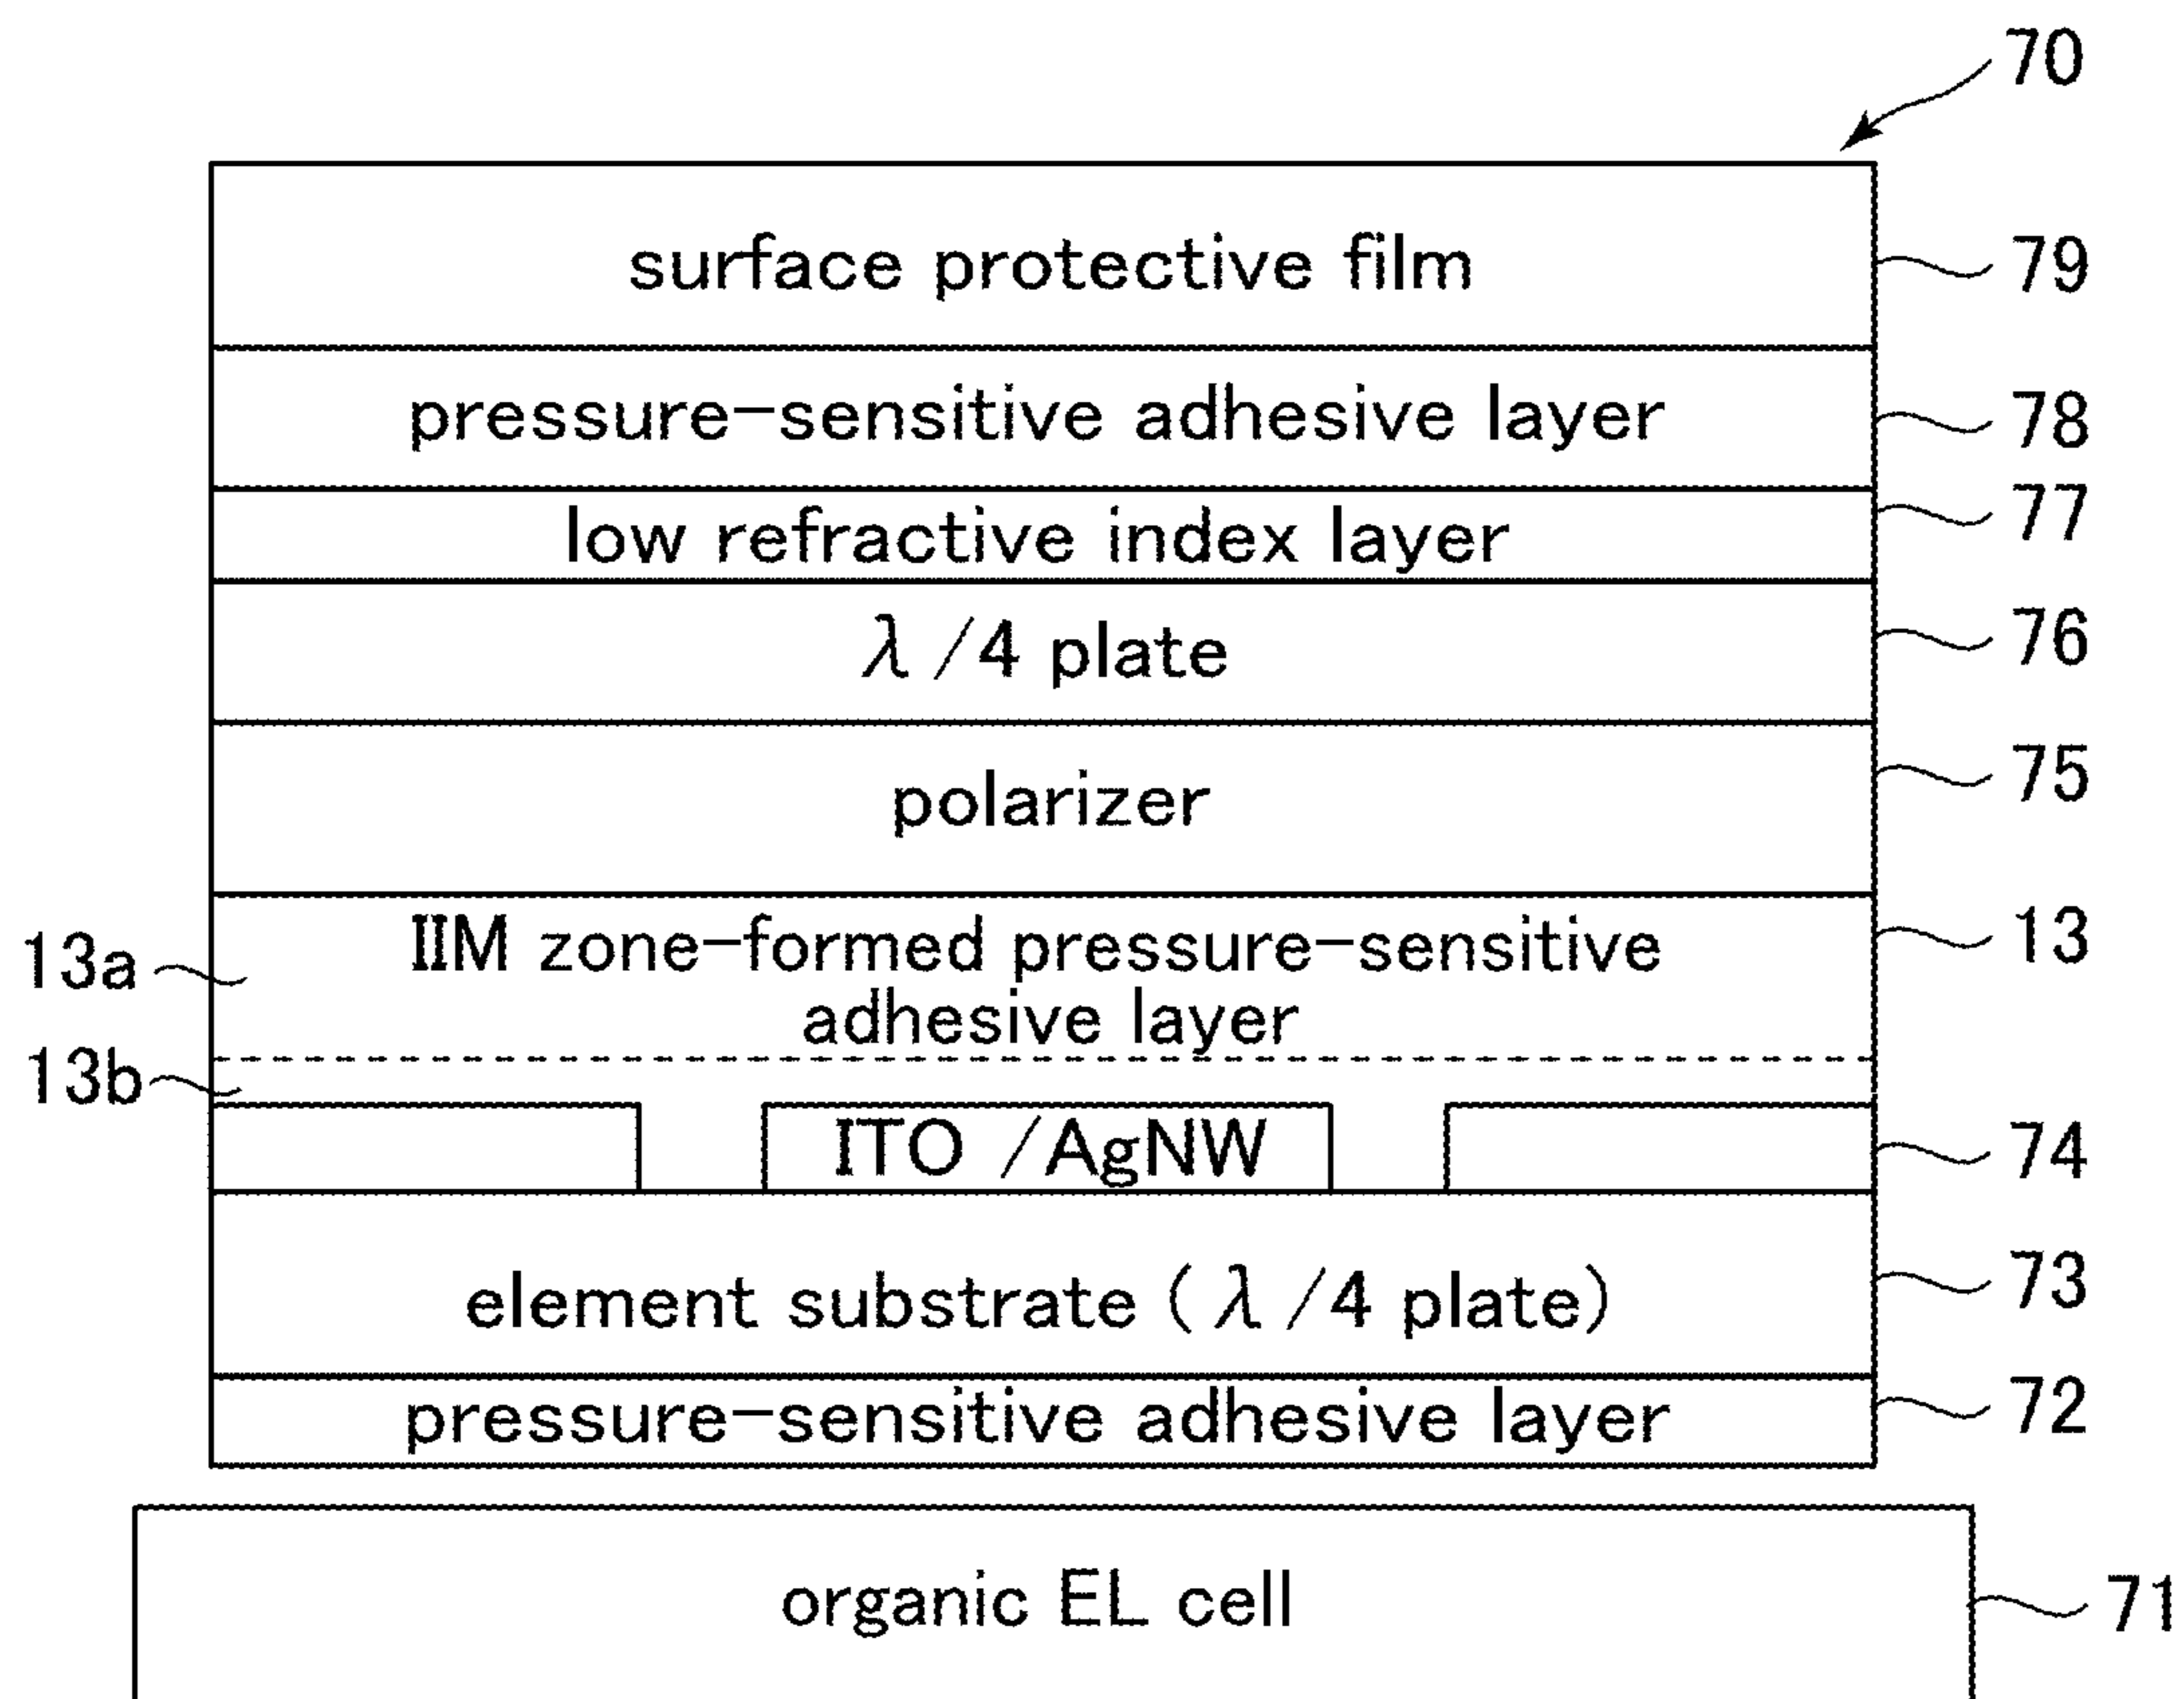 70
surface protective film
79
pressure-sensitive adhesive layer
78
low refractive index layer
77
λ/4 plate
76
polarizer
75
IIM zone-formed pressure-sensitive
adhesive layer
13
13a
13b
ITO /AgNW
74
element substrate (λ/4 plate)
73
pressure-sensitive adhesive layer
72
organic EL cell
71